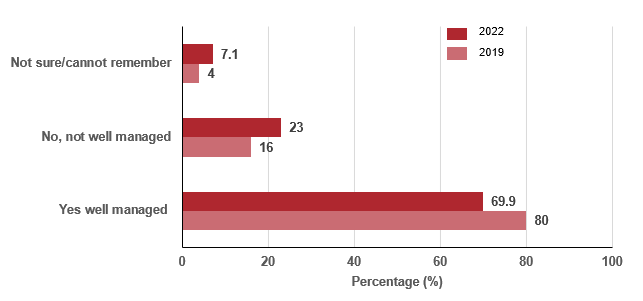 2022
2019
Not sure/cannot remember
7.1
4
No, not well managed
23
16
Yes well managed
69.9
80
0 20 40 60 80 100
Percentage (%)